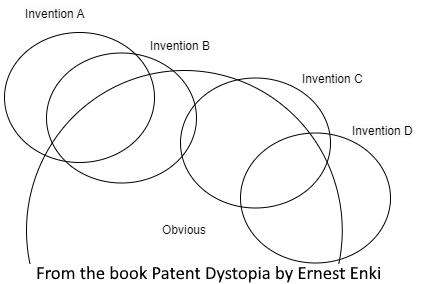 Invention A
Invention B
Invention C
Invention D
Obvious
From the book Patent Dystopia by Ernest Enki